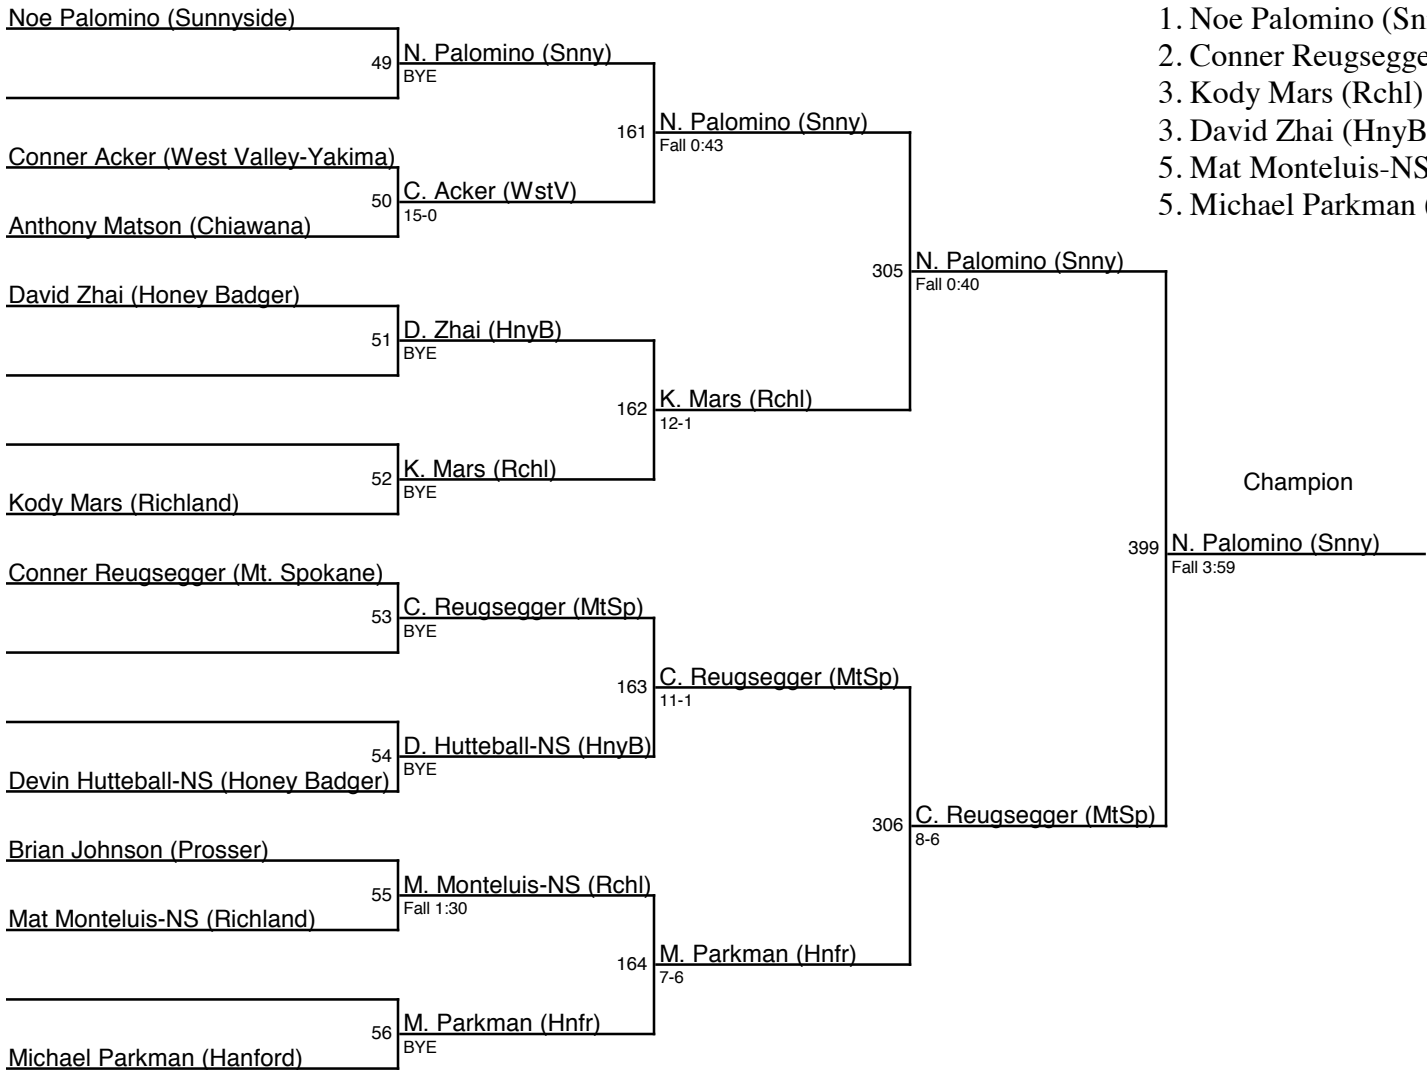 Noe Palomino (Sunnyside)
49
N. Palomino (Snny)
BYE
Conner Acker (West Valley-Yakima)
50
C. Acker (WstV)
15-0
Anthony Matson (Chiawana)
161
N. Palomino (Snny)
Fall 0:43
David Zhai (Honey Badger)
51
D. Zhai (HnyB)
BYE
162
K. Mars (Rchl)
12-1
52
K. Mars (Rchl)
BYE
Kody Mars (Richland)
305
N. Palomino (Snny)
Fall 0:40
Conner Reugsegger (Mt. Spokane)
53
C. Reugsegger (MtSp)
BYE
163
C. Reugsegger (MtSp)
11-1
54
D. Hutteball-NS (HnyB)
BYE
Devin Hutteball-NS (Honey Badger)
306
C. Reugsegger (MtSp)
8-6
Brian Johnson (Prosser)
55
M. Monteluis-NS (Rchl)
Fall 1:30
Mat Monteluis-NS (Richland)
164
M. Parkman (Hnfr)
7-6
56
M. Parkman (Hnfr)
BYE
Michael Parkman (Hanford)
Champion
399
N. Palomino (Snny)
Fall 3:59
1. Noe Palomino (Sn
2. Conner Reugsegge
3. Kody Mars (Rchl)
3. David Zhai (HnyB
5. Mat Monteluis-NS
5. Michael Parkman (